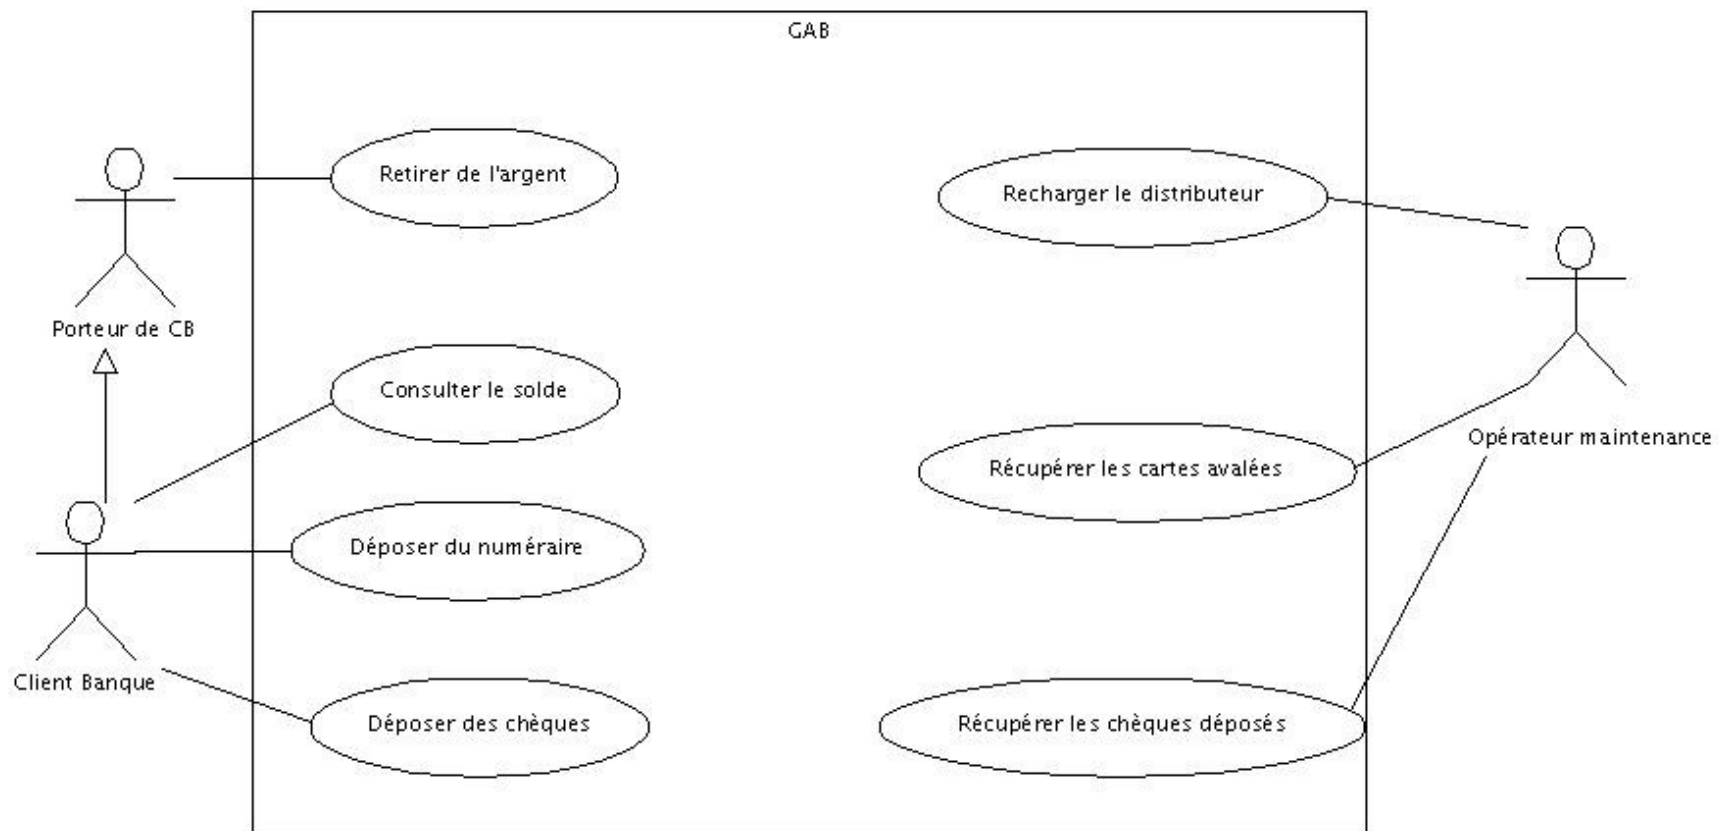 GAB
Retirer de l'argent
Recharger le distributeur
Porteur de CB
Consulter le solde
Opérateur maintenance
Récupérer les cartes avalées
Déposer du numéraire
Client Banque
Déposer des chèques
Récupérer les chèques déposés